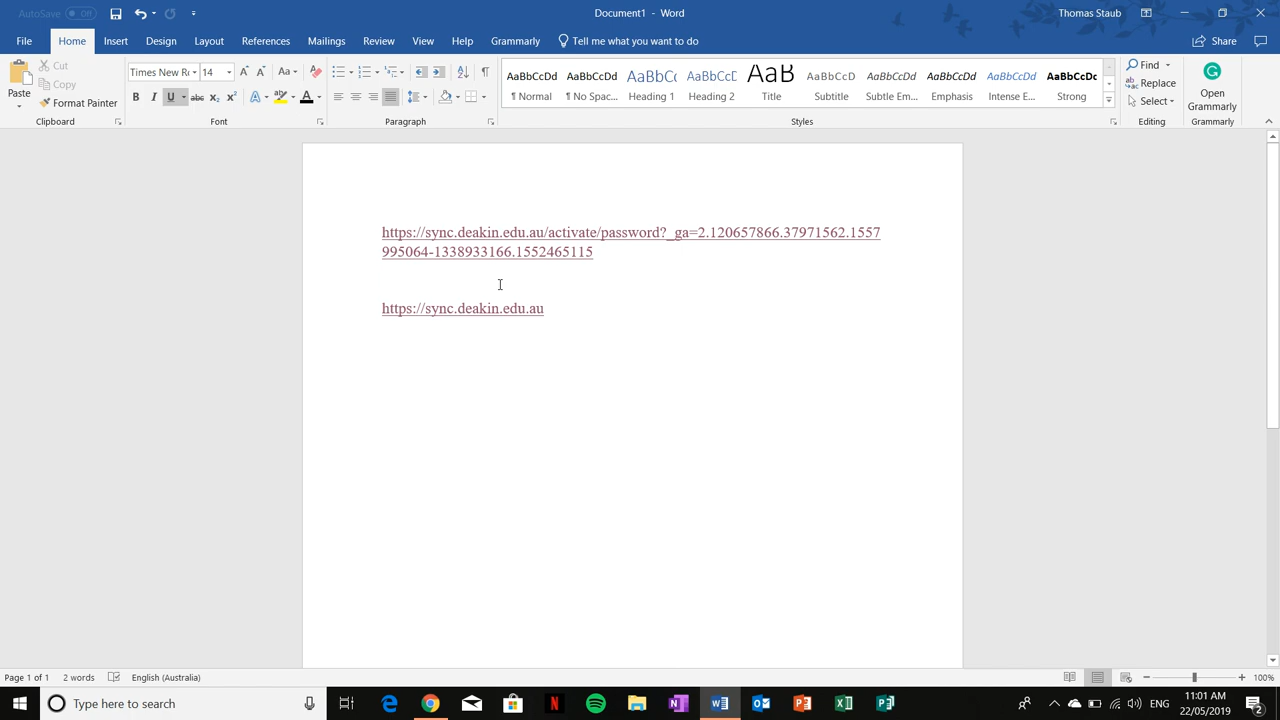 AutoSave Off
Document1 - Word
Thomas Staub
File Home Insert Design Layout References Mailings Review View Help Grammarly Tell me what you want to do Share
Paste
Cut
Copy
Format Painter
Clipboard
Times New Ro 14
Font
Paragraph
AaBbCcDd AaBbCcDd AaBbCc AaBbCcD AaB AaBbCcD AaBbCcDd AaBbCcDd AaBbCcDd AaBbCcDc
¶ Normal ¶ No Spac... Heading 1 Heading 2 Title Subtitle Subtle Em... Emphasis Intense E... Strong
Styles
Find
Replace
Select
Editing
Open
Grammarly
Grammarly
https://sync.deakin.edu.au/activate/password?_ga=2.120657866.37971562.1557
995064-1338933166.1552465115
https://sync.deakin.edu.au
Page 1 of 1 2 words English (Australia) 100%
Type here to search
ENG
11:01 AM
22/05/2019
2